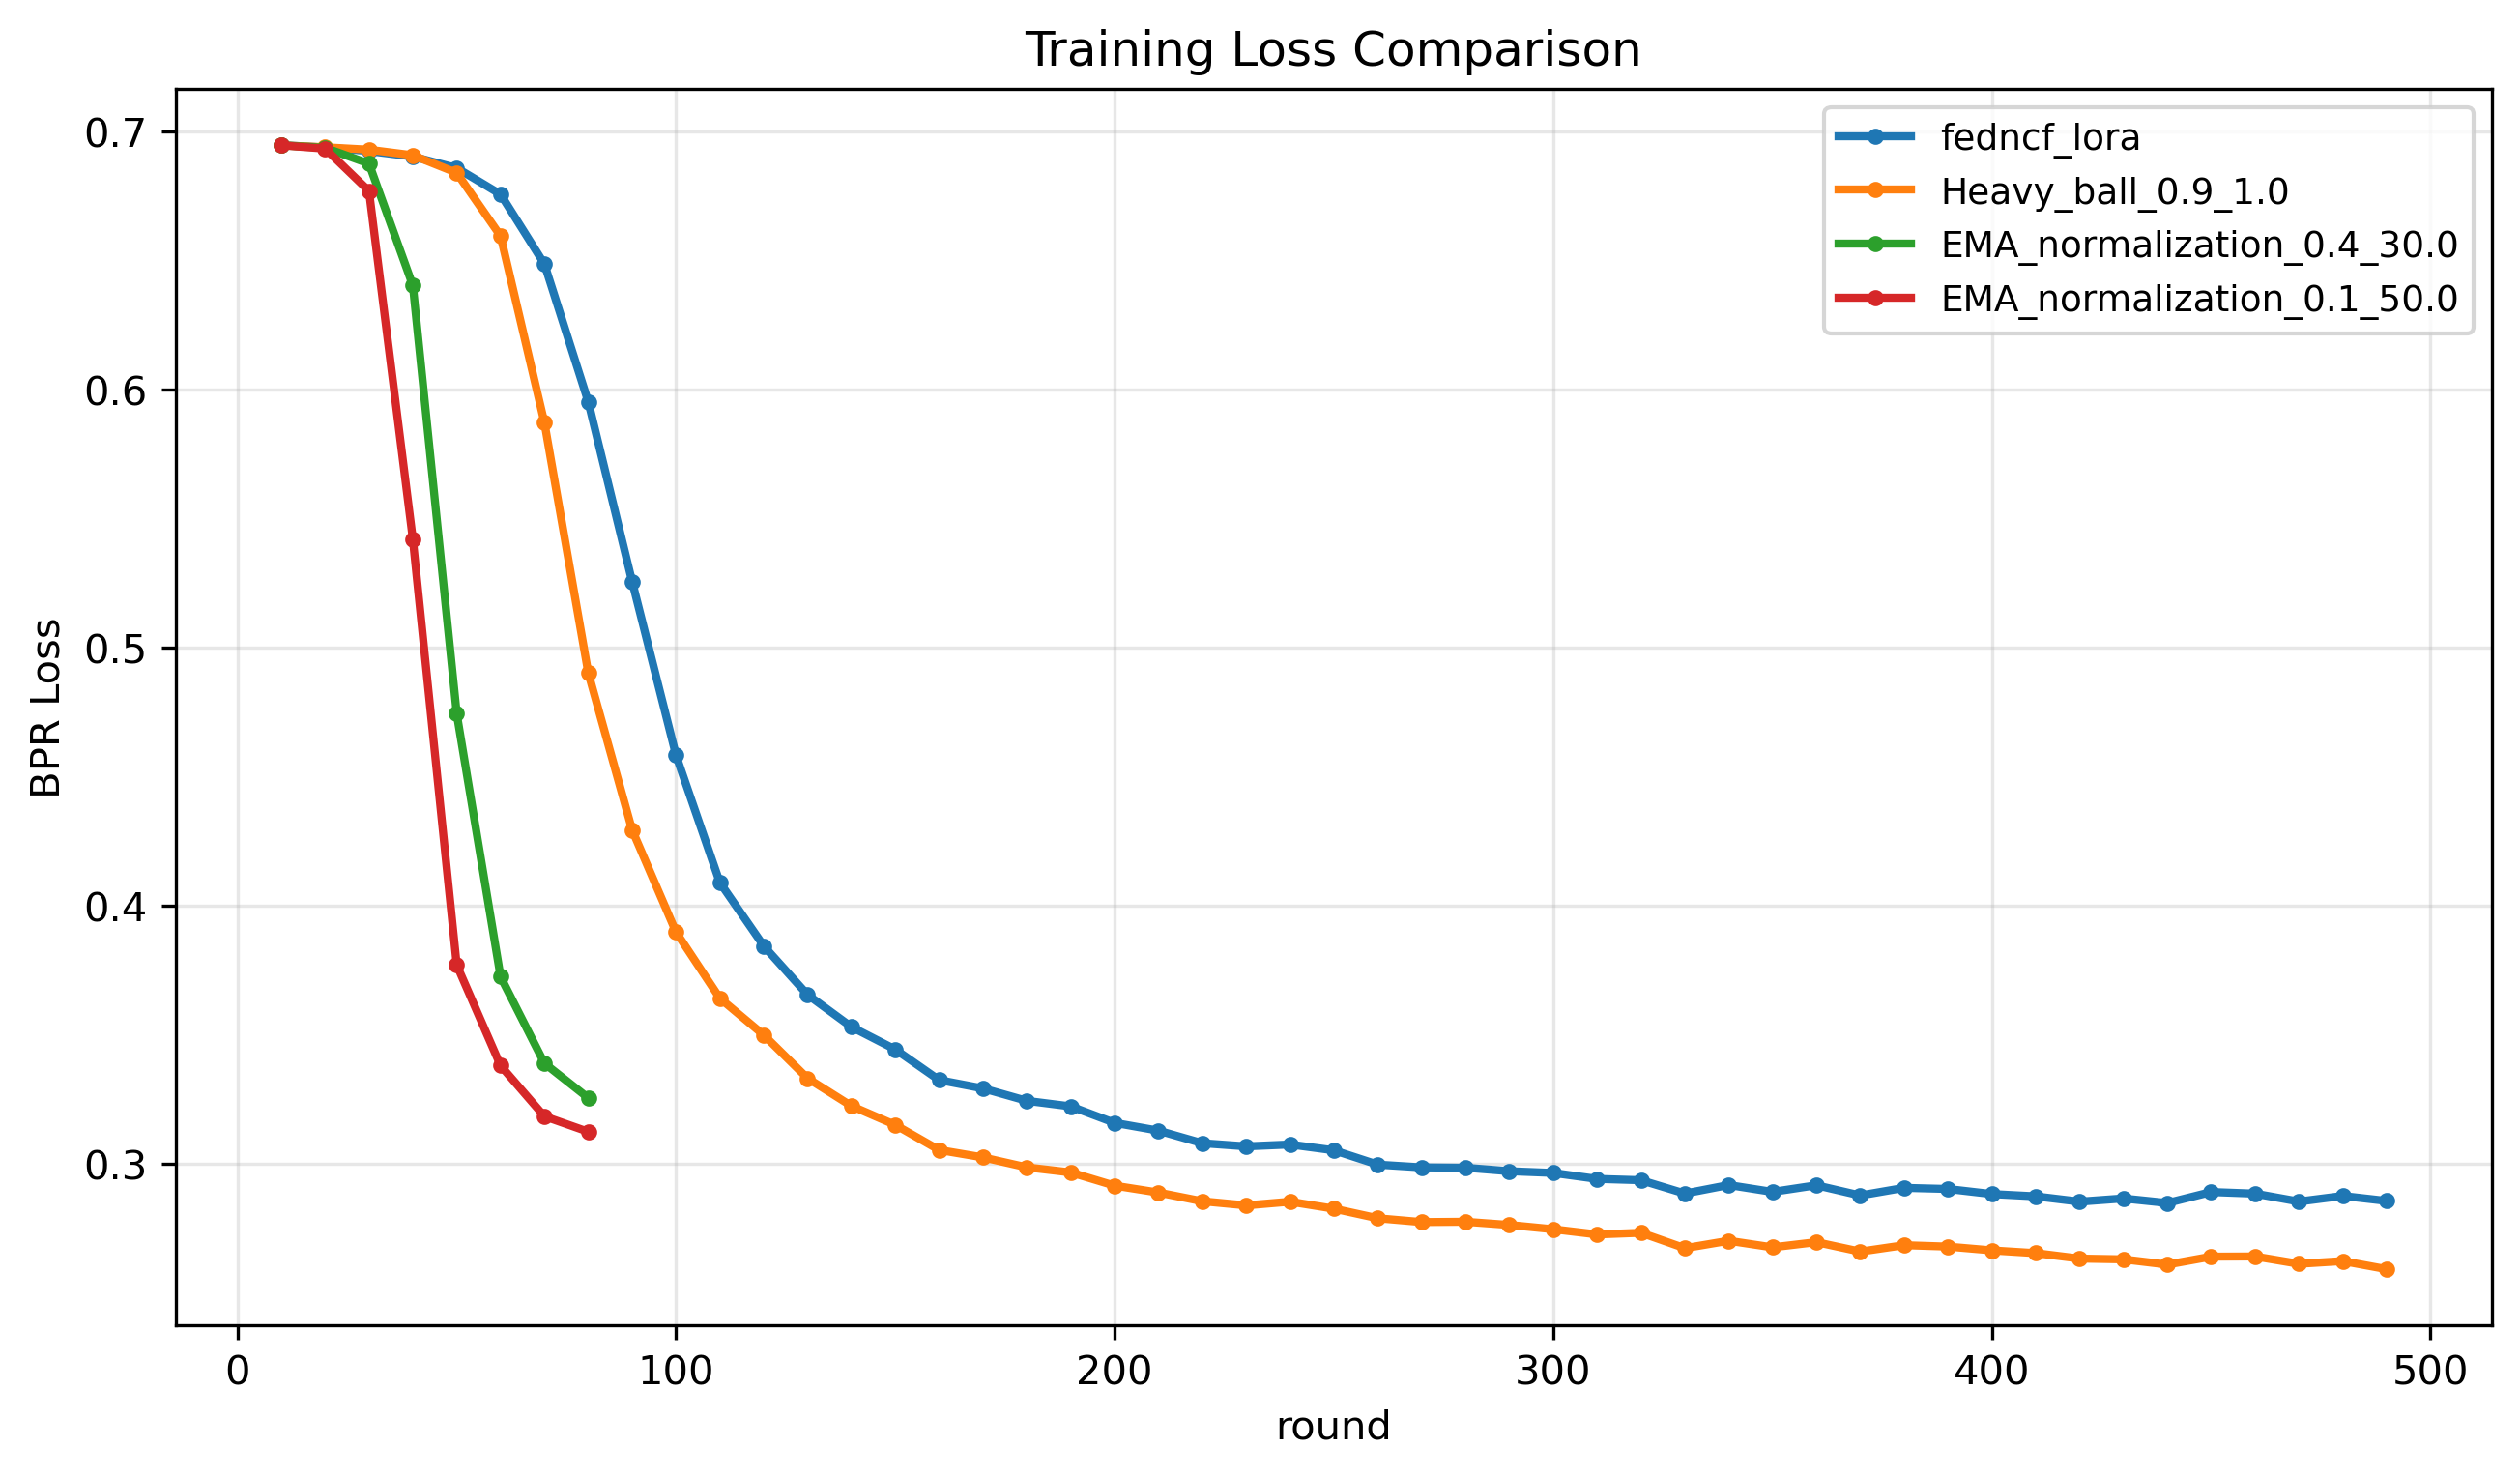 Training Loss Comparison
fedncf_lora
Heavy_ball_0.9_1.0
EMA_normalization_0.4_30.0
EMA_normalization_0.1_50.0
BPR Loss
0.7
0.6
0.5
0.4
0.3
0 100 200 300 400 500
round